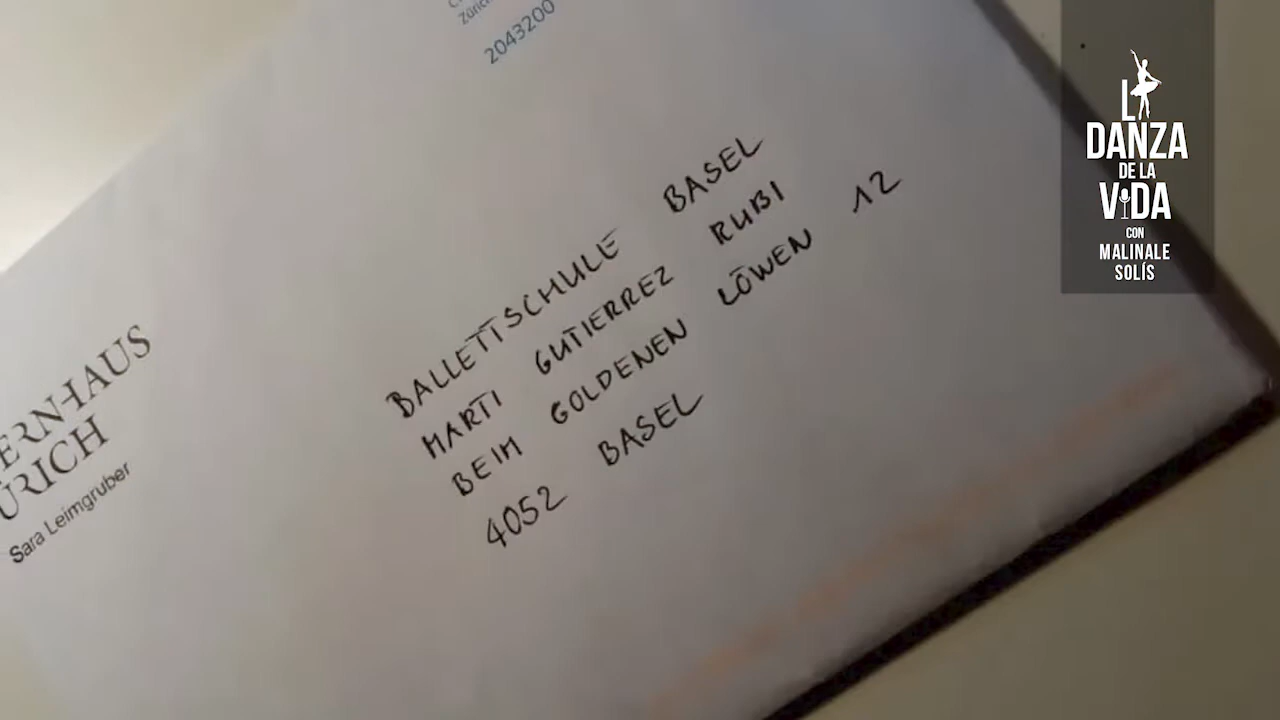 Zürich
2043200
BALLETTSCHULE BASEL
MARTI GUTIERREZ RUBI
BEIM GOLDENEN LÖWEN 12
4052 BASEL
ERNHAUS
ÜRICH
Sara Leimgruber
LA
DANZA
DE LA
VIDA
CON
MALINALE
SOLÍS